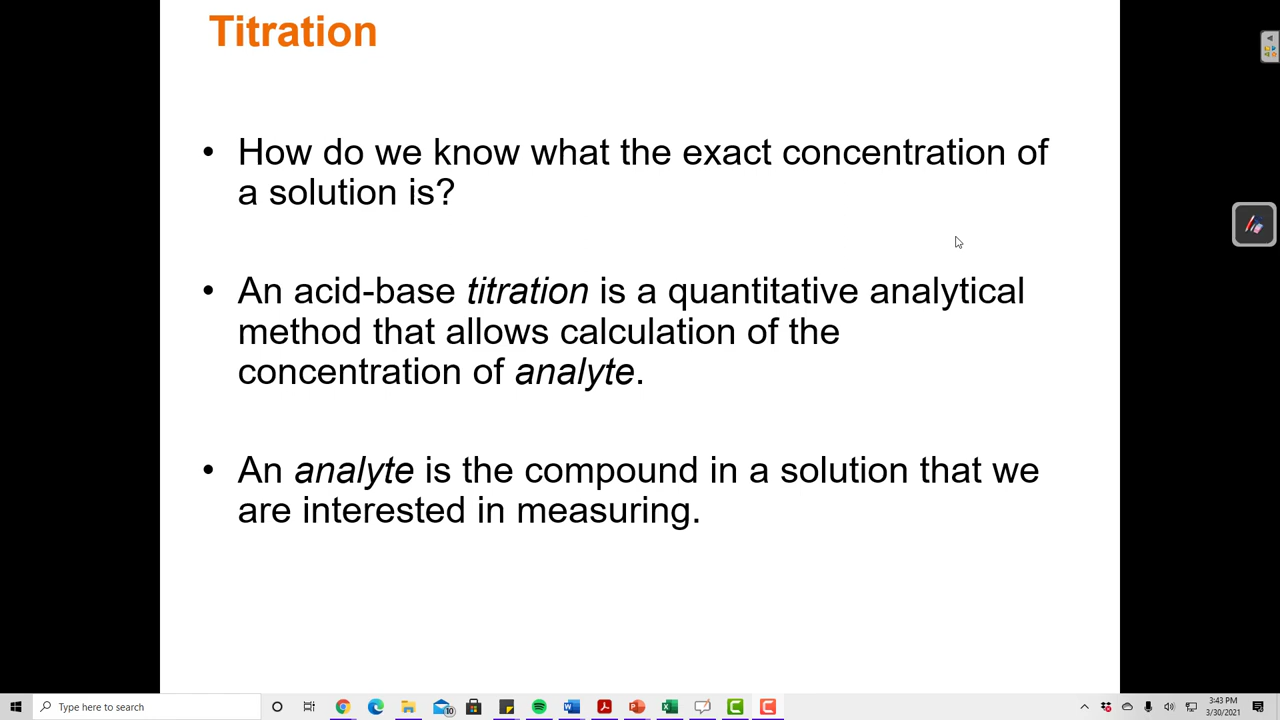 Titration
• How do we know what the exact concentration of
a solution is?
• An acid-base titration is a quantitative analytical
method that allows calculation of the
concentration of analyte.
• An analyte is the compound in a solution that we
are interested in measuring.
Type here to search
10
3:43 PM
3/30/2021